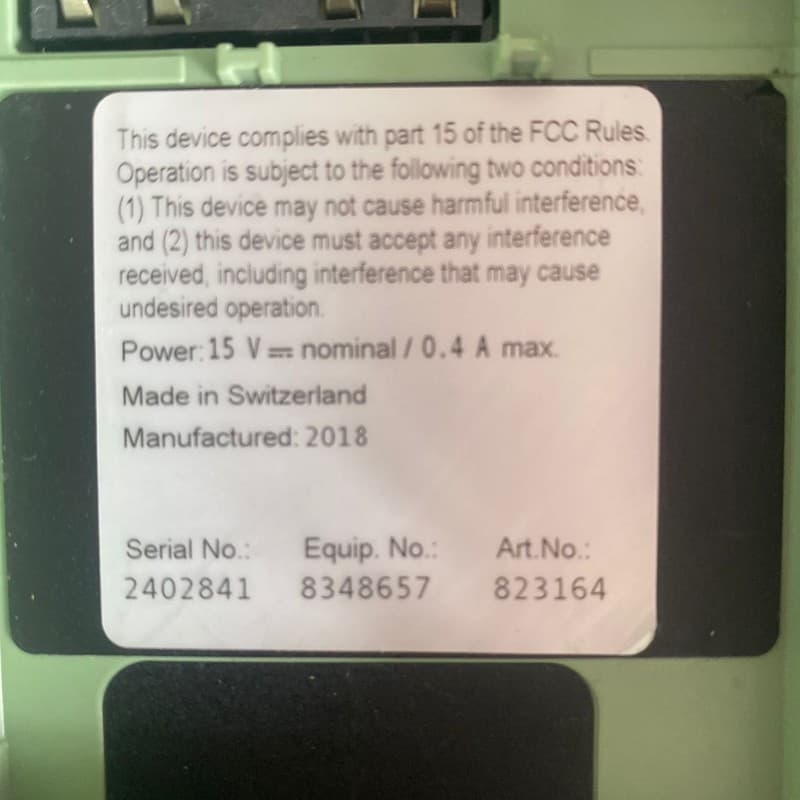 This device complies with part 15 of the FCC Rules.
Operation is subject to the following two conditions:
(1) This device may not cause harmful interference,
and (2) this device must accept any interference
received, including interference that may cause
undesired operation.
Power: 15 V ⎓ nominal / 0.4 A max.
Made in Switzerland
Manufactured: 2018
Serial No.: Equip. No.: Art.No.:
2402841 8348657 823164